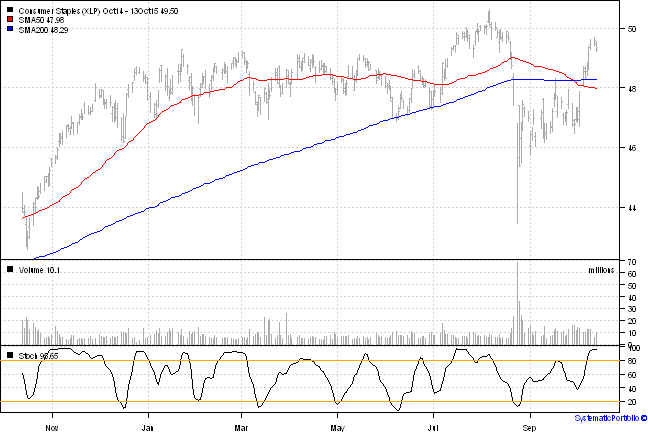 Consumer Staples (XLP) Oct14 - 13Oct15 49.50
SMA50 47.98
SMA200 48.29
50
48
46
44
Volume 10.1
millions
70
60
50
40
30
20
10
0
Stoch 96.65
100
80
60
40
20
Nov Jan Mar May Jul Sep
SystematicPortfolio ©